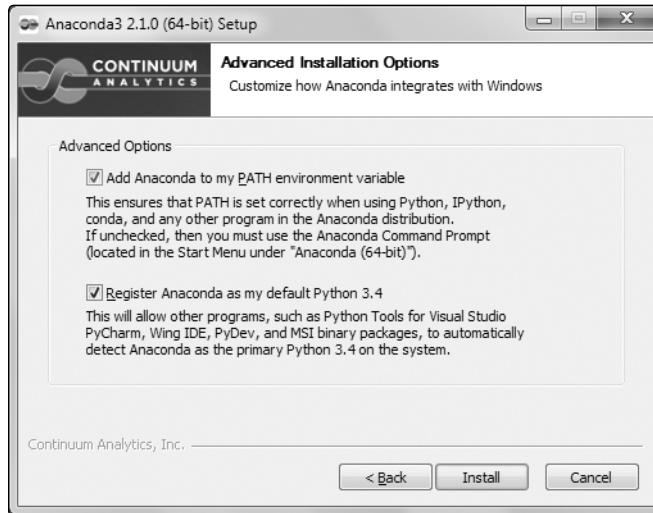 Anaconda3 2.1.0 (64-bit) Setup
CONTINUUM
ANALYTICS
Advanced Installation Options
Customize how Anaconda integrates with Windows
Advanced Options
Add Anaconda to my PATH environment variable
This ensures that PATH is set correctly when using Python, IPython,
conda, and any other program in the Anaconda distribution.
If unchecked, then you must use the Anaconda Command Prompt
(located in the Start Menu under "Anaconda (64-bit)").
Register Anaconda as my default Python 3.4
This will allow other programs, such as Python Tools for Visual Studio
PyCharm, Wing IDE, PyDev, and MSI binary packages, to automatically
detect Anaconda as the primary Python 3.4 on the system.
Continuum Analytics, Inc.
< Back
Install
Cancel